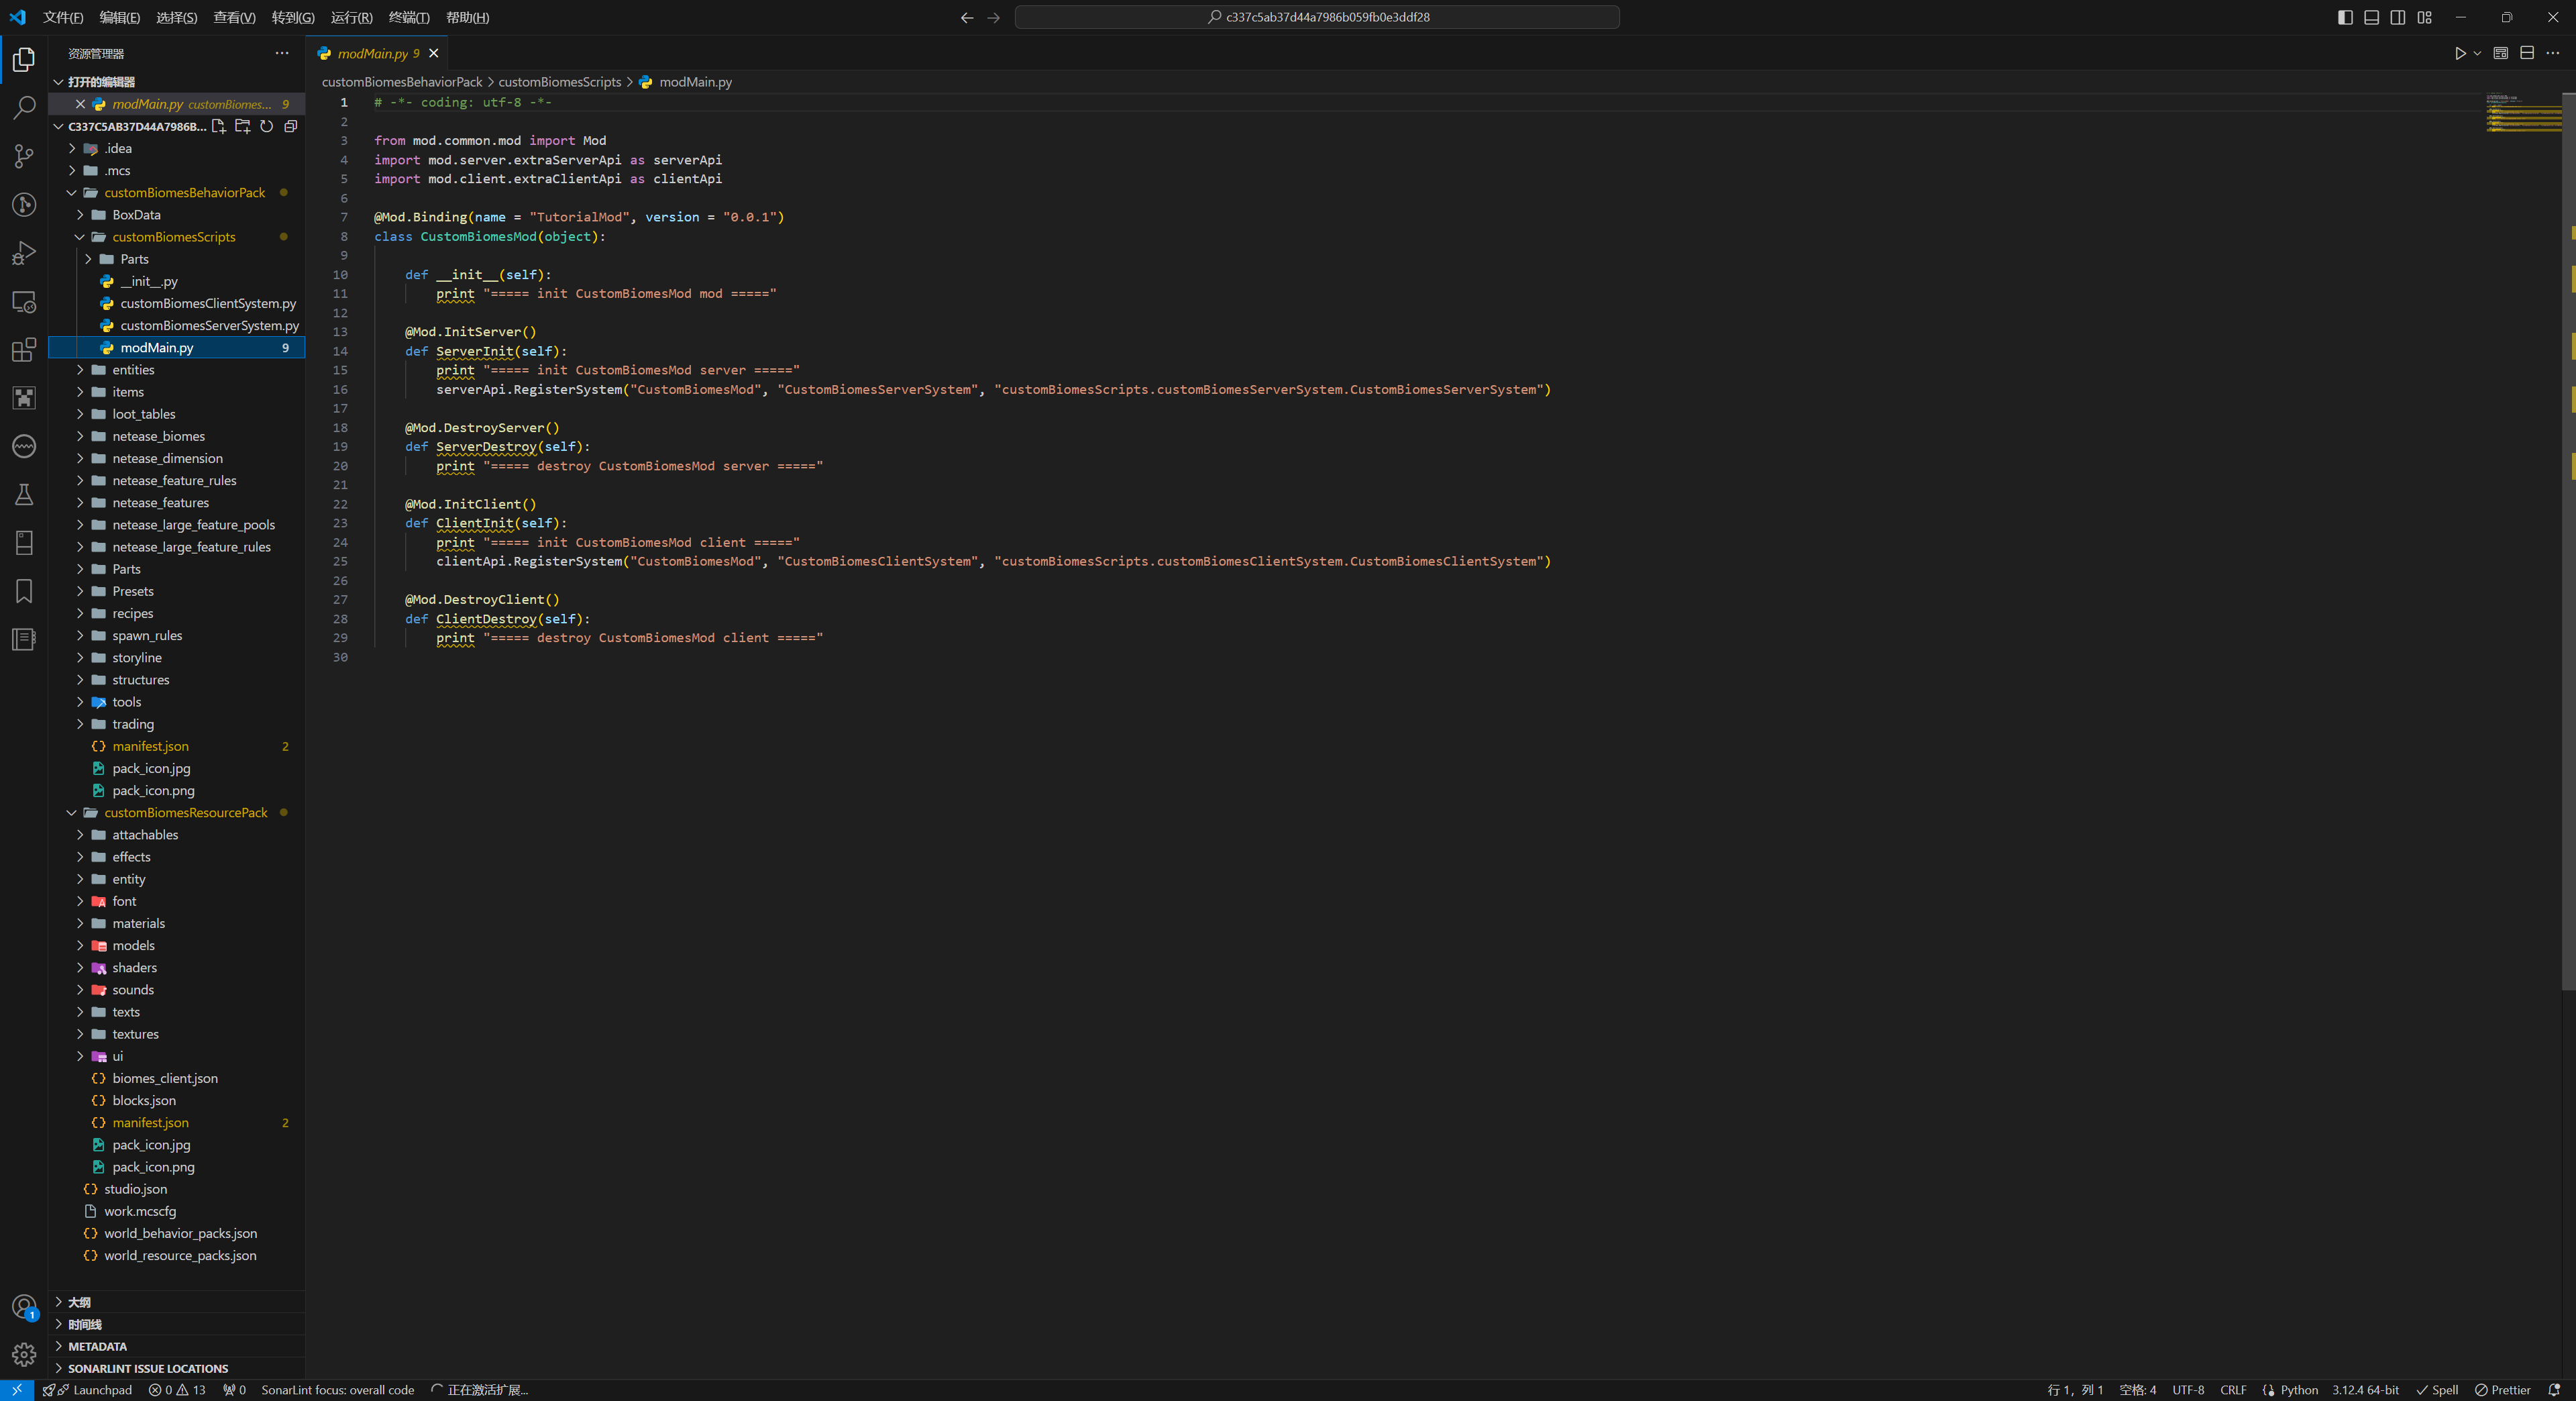 文件(F) 编辑(E) 选择(S) 查看(V) 转到(G) 运行(R) 终端(T) 帮助(H)
c337c5ab37d44a7986b059fb0e3ddf28
资源管理器
打开的编辑器
modMain.py customBiomes... 9
C337C5AB37D44A7986B...
.idea
.mcs
customBiomesBehaviorPack
BoxData
customBiomesScripts
Parts
__init__.py
customBiomesClientSystem.py
customBiomesServerSystem.py
modMain.py 9
entities
items
loot_tables
netease_biomes
netease_dimension
netease_feature_rules
netease_features
netease_large_feature_pools
netease_large_feature_rules
Parts
Presets
recipes
spawn_rules
storyline
structures
tools
trading
manifest.json 2
pack_icon.jpg
pack_icon.png
customBiomesResourcePack
attachables
effects
entity
font
materials
models
shaders
sounds
texts
textures
ui
biomes_client.json
blocks.json
manifest.json 2
pack_icon.jpg
pack_icon.png
studio.json
work.mcscfg
world_behavior_packs.json
world_resource_packs.json
大纲
时间线
METADATA
SONARLINT ISSUE LOCATIONS
1
modMain.py 9
customBiomesBehaviorPack > customBiomesScripts > modMain.py
1 # -*- coding: utf-8 -*-
2
3 from mod.common.mod import Mod
4 import mod.server.extraServerApi as serverApi
5 import mod.client.extraClientApi as clientApi
6
7 @Mod.Binding(name = "TutorialMod", version = "0.0.1")
8 class CustomBiomesMod(object):
9
10 def __init__(self):
11 print "===== init CustomBiomesMod mod ====="
12
13 @Mod.InitServer()
14 def ServerInit(self):
15 print "===== init CustomBiomesMod server ====="
16 serverApi.RegisterSystem("CustomBiomesMod", "CustomBiomesServerSystem", "customBiomesScripts.customBiomesServerSystem.CustomBiomesServerSystem")
17
18 @Mod.DestroyServer()
19 def ServerDestroy(self):
20 print "===== destroy CustomBiomesMod server ====="
21
22 @Mod.InitClient()
23 def ClientInit(self):
24 print "===== init CustomBiomesMod client ====="
25 clientApi.RegisterSystem("CustomBiomesMod", "CustomBiomesClientSystem", "customBiomesScripts.customBiomesClientSystem.CustomBiomesClientSystem")
26
27 @Mod.DestroyClient()
28 def ClientDestroy(self):
29 print "===== destroy CustomBiomesMod client ====="
30
Launchpad 0 13 0 SonarLint focus: overall code 正在激活扩展... 行 1，列 1 空格: 4 UTF-8 CRLF Python 3.12.4 64-bit Spell Prettier